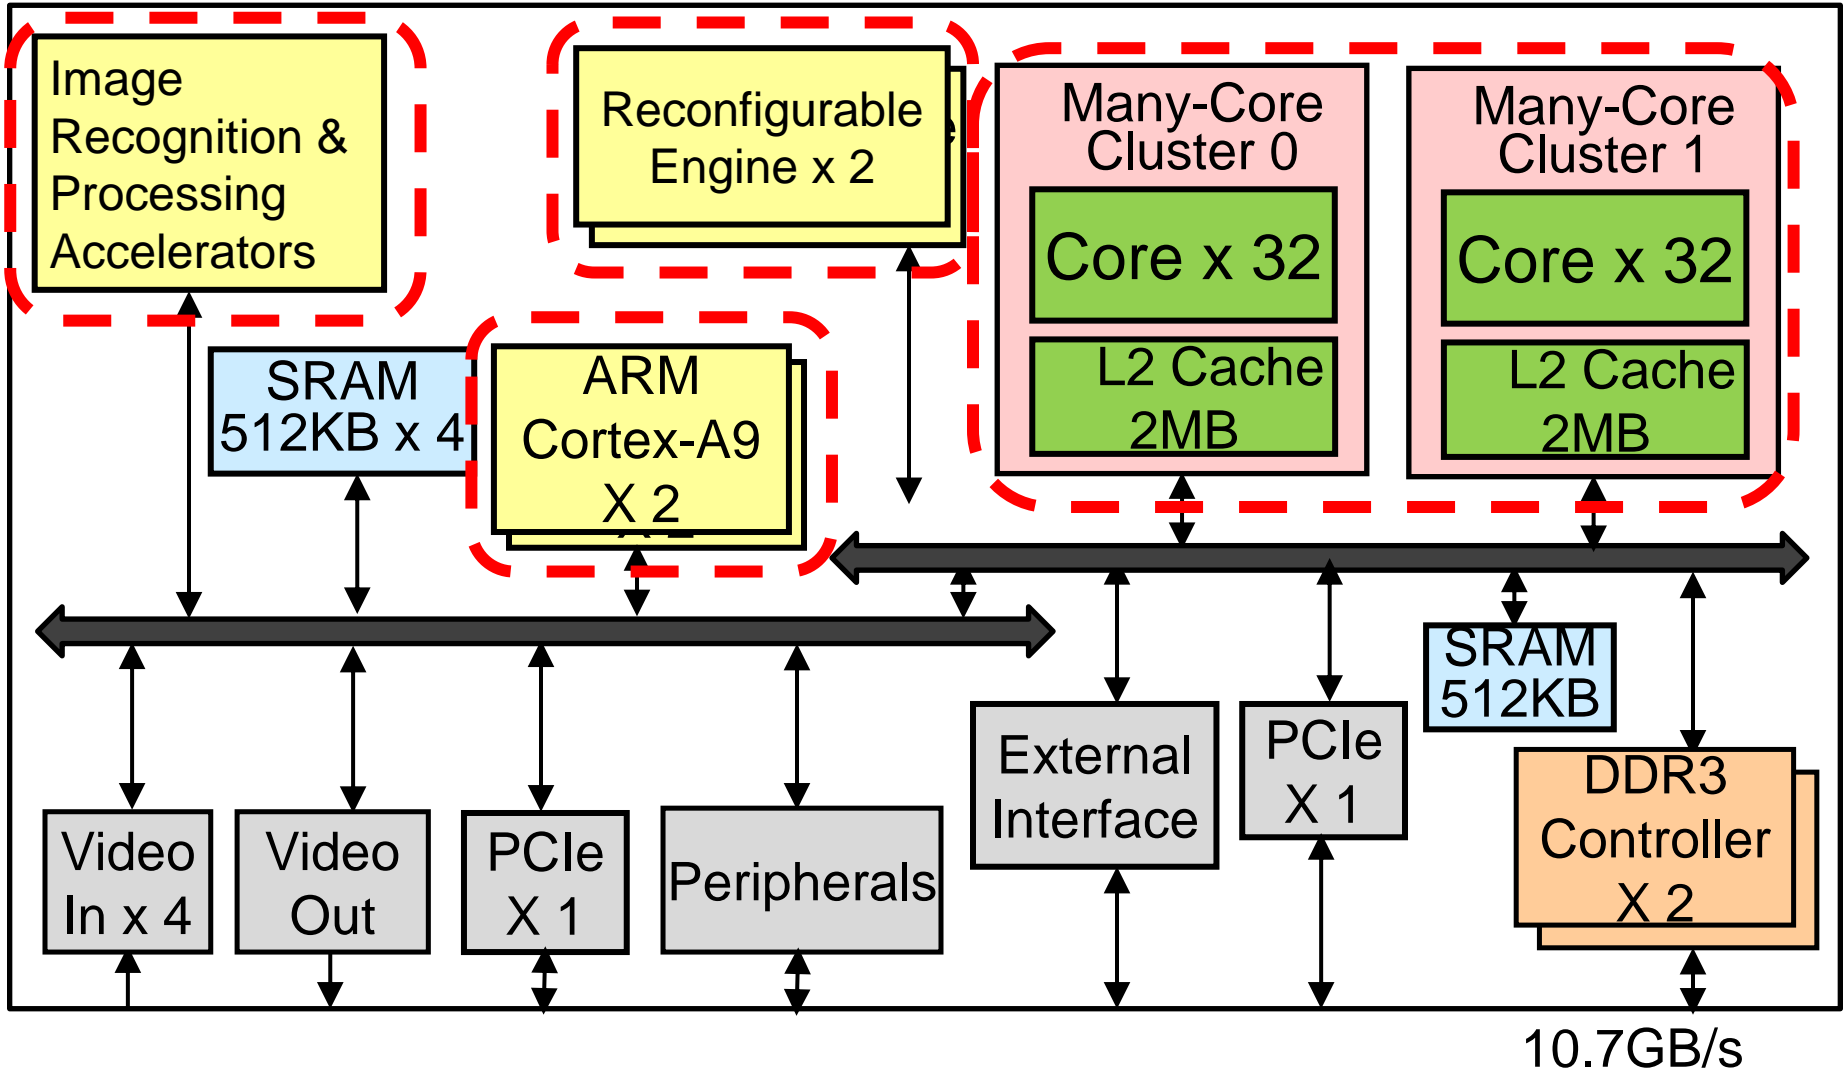 Image
Recognition &
Processing
Accelerators
Reconfigurable
Engine x 2
Many-Core
Cluster 0
Core x 32
L2 Cache
2MB
Many-Core
Cluster 1
Core x 32
L2 Cache
2MB
SRAM
512KB x 4
ARM
Cortex-A9
X 2
Video
In x 4
Video
Out
PCIe
X 1
Peripherals
External
Interface
PCIe
X 1
SRAM
512KB
DDR3
Controller
X 2
10.7GB/s